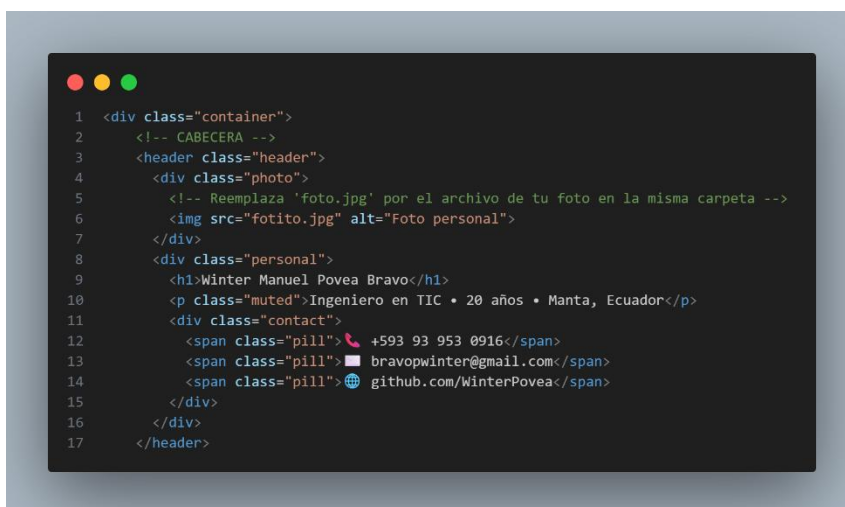 1 <div class="container">
2 <!-- CABECERA -->
3 <header class="header">
4 <div class="photo">
5 <!-- Reemplaza 'foto.jpg' por el archivo de tu foto en la misma carpeta -->
6 <img src="fotito.jpg" alt="Foto personal">
7 </div>
8 <div class="personal">
9 <h1>Winter Manuel Povea Bravo</h1>
10 <p class="muted">Ingeniero en TIC • 20 años • Manta, Ecuador</p>
11 <div class="contact">
12 <span class="pill">📞 +593 93 953 0916</span>
13 <span class="pill">✉️ bravopwinter@gmail.com</span>
14 <span class="pill">🌐 github.com/WinterPovea</span>
15 </div>
16 </div>
17 </header>